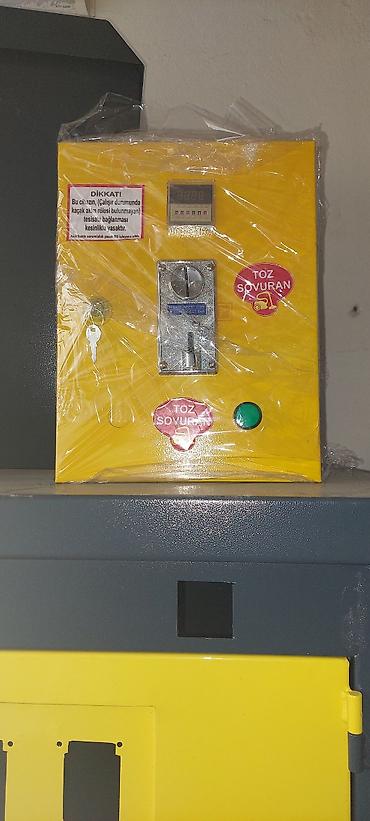 DİKKAT!
Bu cihazın, (Çalışır durumunda
kaçak akım rölesi bulunmayan)
tesisata bağlanması
kesinlikle yasaktır.
TOZ
SOVURAN
TOZ
SOVURAN